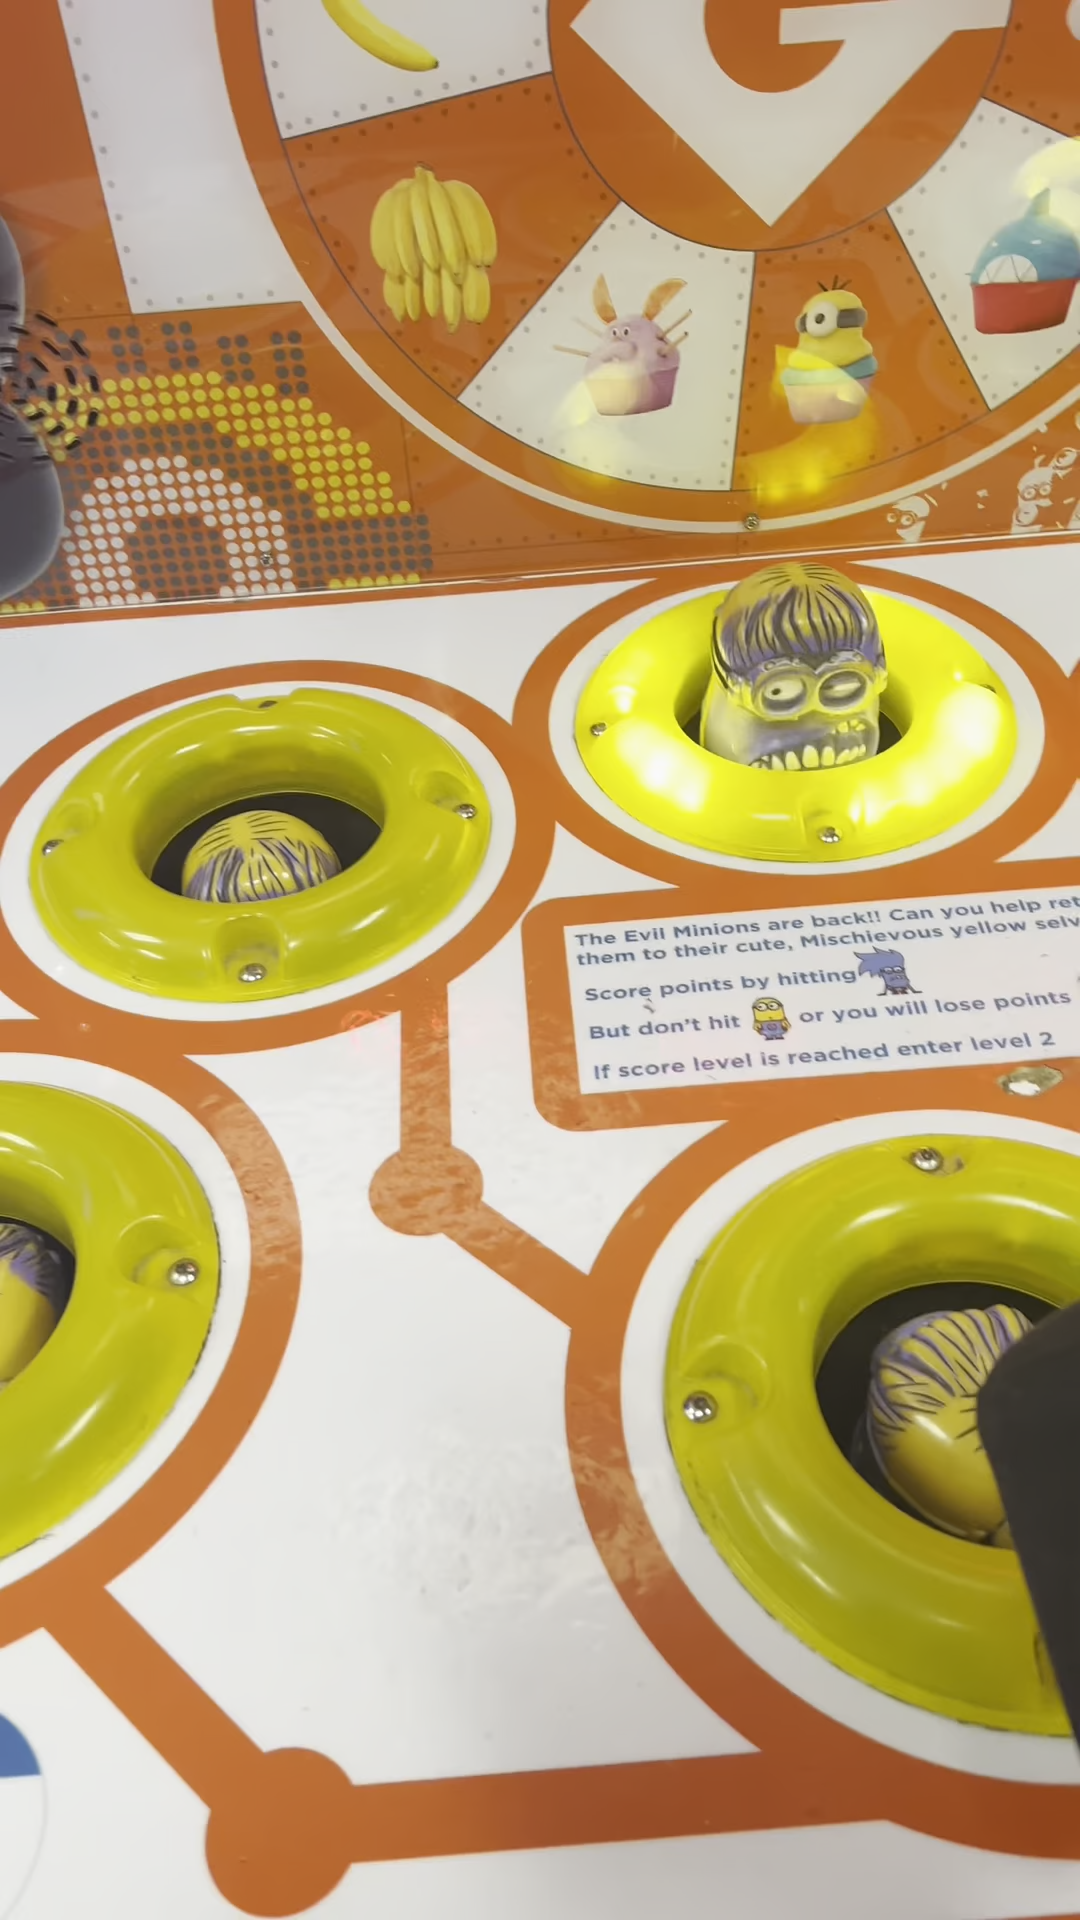 G
The Evil Minions are back!! Can you help
them to their cute, Mischievous yellow
Score points by hitting
But don't hit or you will lose points
If score level is reached enter level 2